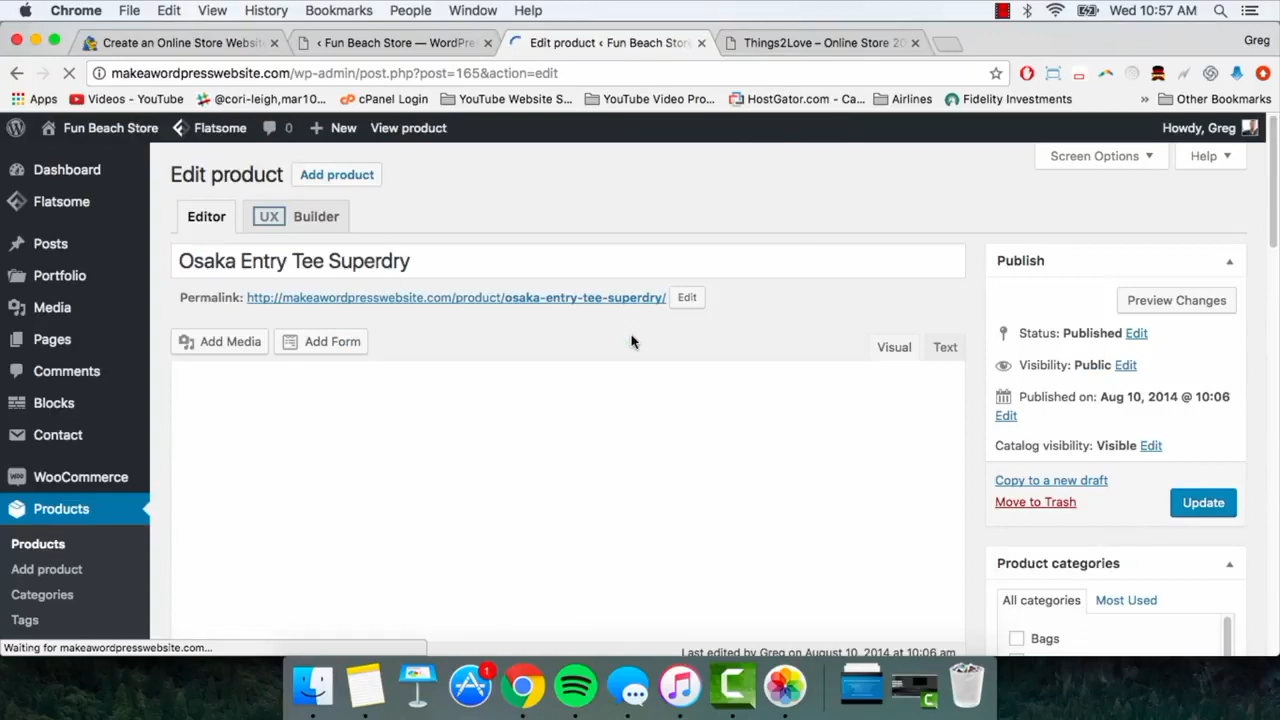 Chrome File Edit View History Bookmarks People Window Help Wed 10:57 AM
Create an Online Store Websit × ‹ Fun Beach Store — WordPre × Edit product ‹ Fun Beach Stor × Things2Love – Online Store 20 × Greg
makeawordpresswebsite.com/wp-admin/post.php?post=165&action=edit
Apps Videos - YouTube @cori-leigh,mar10... cPanel Login YouTube Website S... YouTube Video Pro... HostGator.com - Ca... Airlines Fidelity Investments » Other Bookmarks
Fun Beach Store Flatsome 0 + New View product Howdy, Greg
Screen Options Help
Dashboard
Flatsome
Posts
Portfolio
Media
Pages
Comments
Blocks
Contact
WooCommerce
Products
Products
Add product
Categories
Tags
Edit product Add product
Editor UX Builder
Osaka Entry Tee Superdry
Permalink: http://makeawordpresswebsite.com/product/osaka-entry-tee-superdry/ Edit
Add Media Add Form Visual Text
Last edited by Greg on August 10, 2014 at 10:06 am
Publish
Preview Changes
Status: Published Edit
Visibility: Public Edit
Published on: Aug 10, 2014 @ 10:06
Edit
Catalog visibility: Visible Edit
Copy to a new draft
Move to Trash Update
Product categories
All categories Most Used
Bags
Waiting for makeawordpresswebsite.com...
1